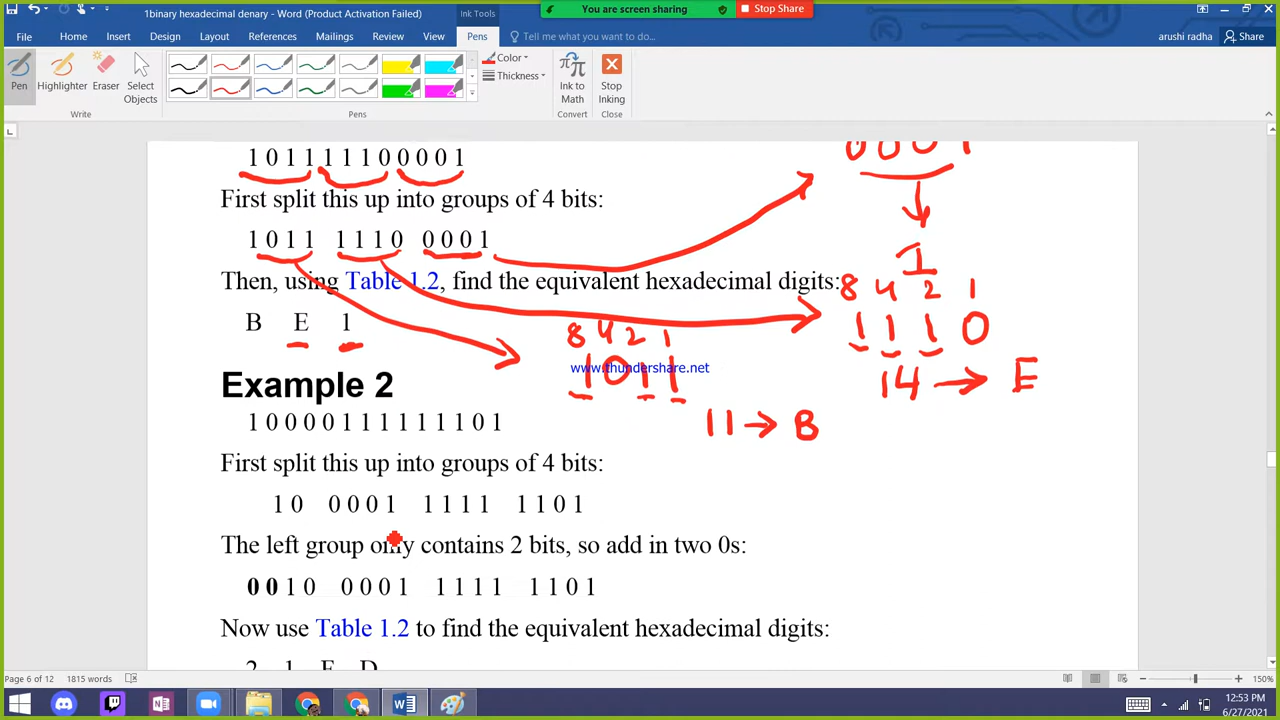 1binary hexadecimal denary - Word (Product Activation Failed)
Ink Tools
You are screen sharing
Stop Share
File Home Insert Design Layout References Mailings Review View Pens Tell me what you want to do...
arushi radha Share
Pen Highlighter Eraser Select Objects
Color
Thickness
Ink to Math
Stop Inking
Write Pens Convert Close
1 0 1 1 1 1 1 0 0 0 0 1
0 0 0 1
First split this up into groups of 4 bits:
1 0 1 1 1 1 1 0 0 0 0 1
1
Then, using Table 1.2, find the equivalent hexadecimal digits:
8 4 2 1
B E 1
1 1 1 0
8 4 2 1
1 0 1 1
www.thundershare.net
14 → E
Example 2
11 → B
1 0 0 0 0 1 1 1 1 1 1 1 0 1
First split this up into groups of 4 bits:
1 0 0 0 0 1 1 1 1 1 1 1 0 1
The left group only contains 2 bits, so add in two 0s:
0 0 1 0 0 0 0 1 1 1 1 1 1 1 0 1
Now use Table 1.2 to find the equivalent hexadecimal digits:
2 1 F D
Page 6 of 12 1815 words
150%
12:53 PM
6/27/2021